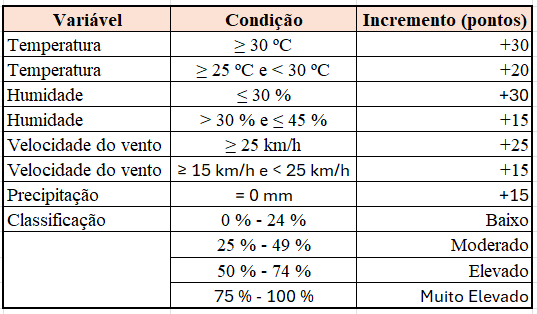 Variável Condição Incremento (pontos)
Temperatura ≥ 30 ºC +30
Temperatura ≥ 25 ºC e < 30 ºC +20
Humidade ≤ 30 % +30
Humidade > 30 % e ≤ 45 % +15
Velocidade do vento ≥ 25 km/h +25
Velocidade do vento ≥ 15 km/h e < 25 km/h +15
Precipitação = 0 mm +15
Classificação 0 % - 24 % Baixo
25 % - 49 % Moderado
50 % - 74 % Elevado
75 % - 100 % Muito Elevado